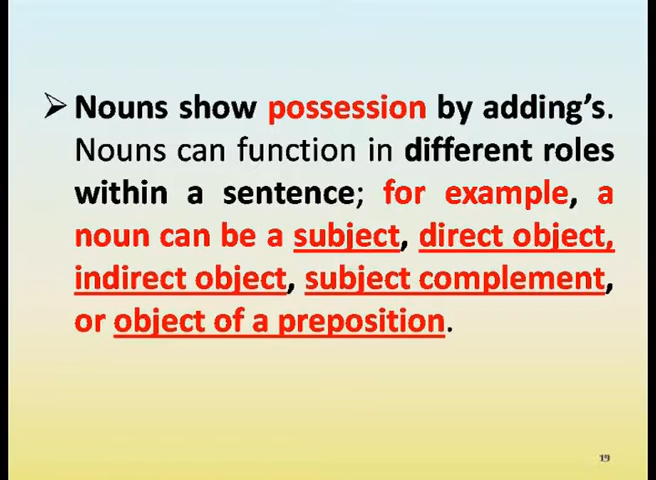 ➢ Nouns show possession by adding's.
Nouns can function in different roles
within a sentence; for example, a
noun can be a subject, direct object,
indirect object, subject complement,
or object of a preposition.
19